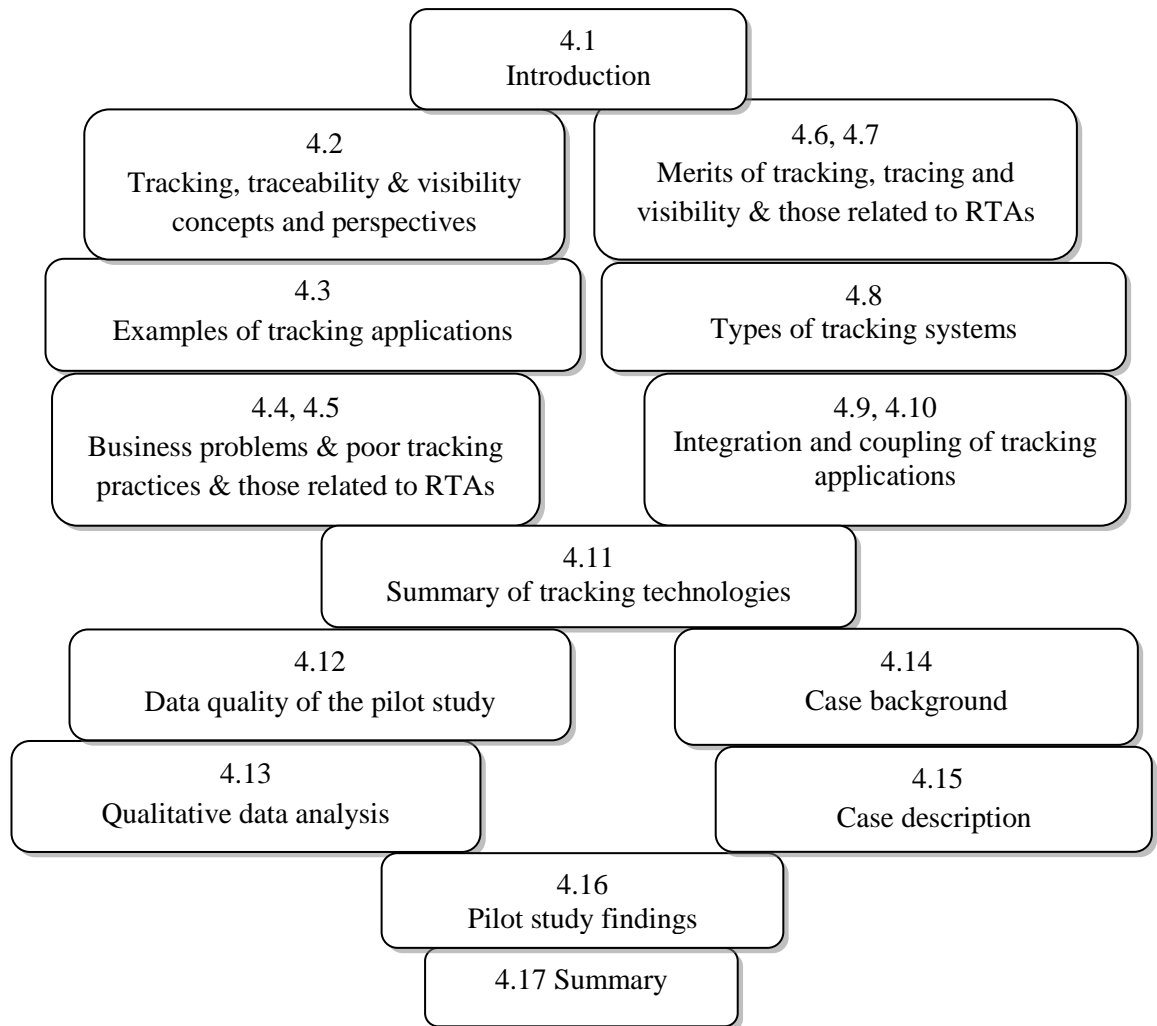 4.1
Introduction
4.2
Tracking, traceability & visibility
concepts and perspectives
4.6, 4.7
Merits of tracking, tracing and
visibility & those related to RTAs
4.3
Examples of tracking applications
4.8
Types of tracking systems
4.4, 4.5
Business problems & poor tracking
practices & those related to RTAs
4.9, 4.10
Integration and coupling of tracking
applications
4.11
Summary of tracking technologies
4.12
Data quality of the pilot study
4.14
Case background
4.13
Qualitative data analysis
4.15
Case description
4.16
Pilot study findings
4.17 Summary